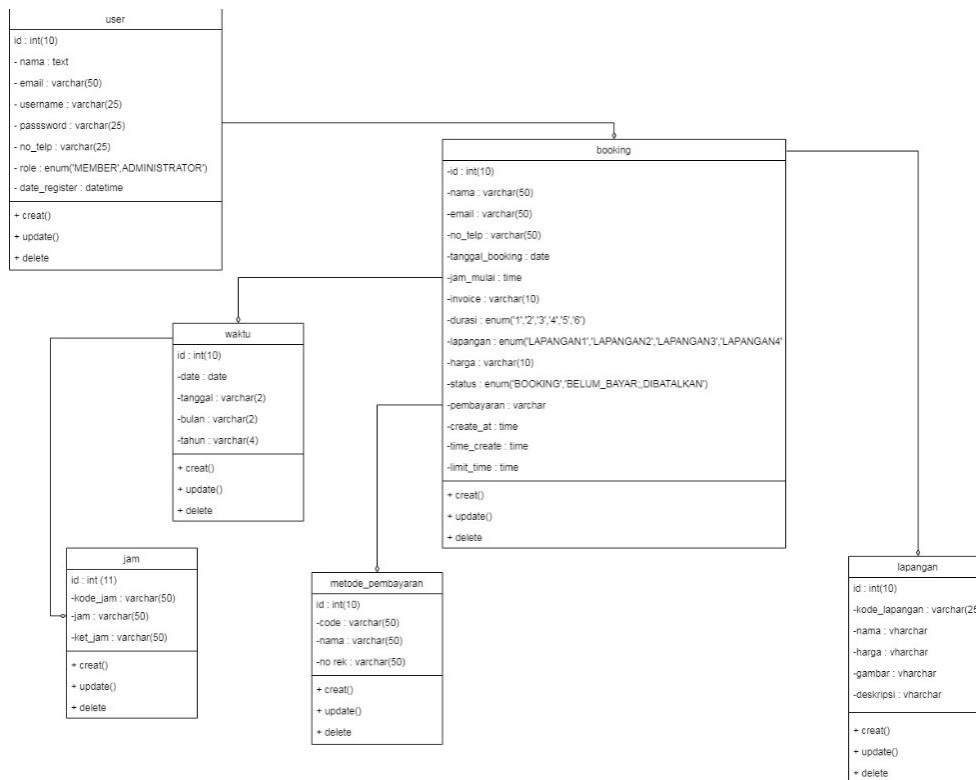 user
id : int(10)
- nama : text
- email : varchar(50)
- username : varchar(25)
- passsword : varchar(25)
- no_telp : varchar(25)
- role : enum('MEMBER',ADMINISTRATOR')
- date_register : datetime
+ creat()
+ update()
+ delete
booking
-id : int(10)
-nama : varchar(50)
-email : varchar(50)
-no_telp : varchar(50)
-tanggal_booking : date
-jam_mulai : time
-invoice : varchar(10)
-durasi : enum('1','2','3','4','5','6')
-lapangan : enum('LAPANGAN1','LAPANGAN2','LAPANGAN3','LAPANGAN4'
-harga : varchar(10)
-status : enum('BOOKING','BELUM_BAYAR;,DIBATALKAN')
-pembayaran : varchar
-create_at : time
-time_create : time
-limit_time : time
+ creat()
+ update()
+ delete
waktu
id : int(10)
-date : date
-tanggal : varchar(2)
-bulan : varchar(2)
-tahun : varchar(4)
+ creat()
+ update()
+ delete
jam
id : int (11)
-kode_jam : varchar(50)
-jam : varchar(50)
-ket_jam : varchar(50)
+ creat()
+ update()
+ delete
metode_pembayaran
id : int(10)
-code : varchar(50)
-nama : varchar(50)
-no rek : varchar(50)
+ creat()
+ update()
+ delete
lapangan
id : int(10)
-kode_lapangan : varchar(25
-nama : vharchar
-harga : vharchar
-gambar : vharchar
-deskripsi : vharchar
+ creat()
+ update()
+ delete